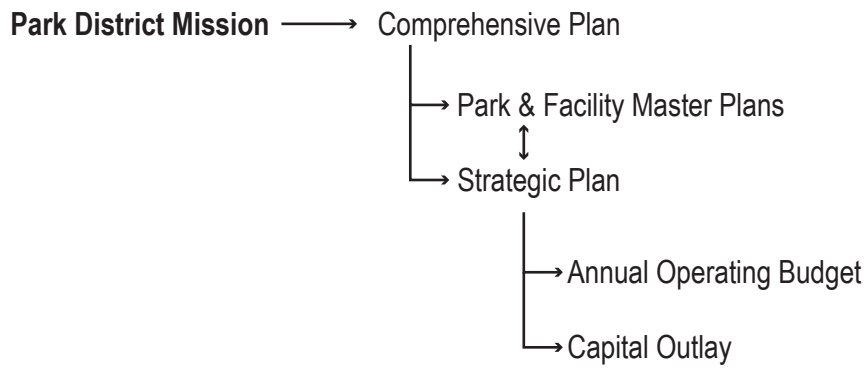 Park District Mission Comprehensive Plan
Park & Facility Master Plans
Strategic Plan
Annual Operating Budget
Capital Outlay